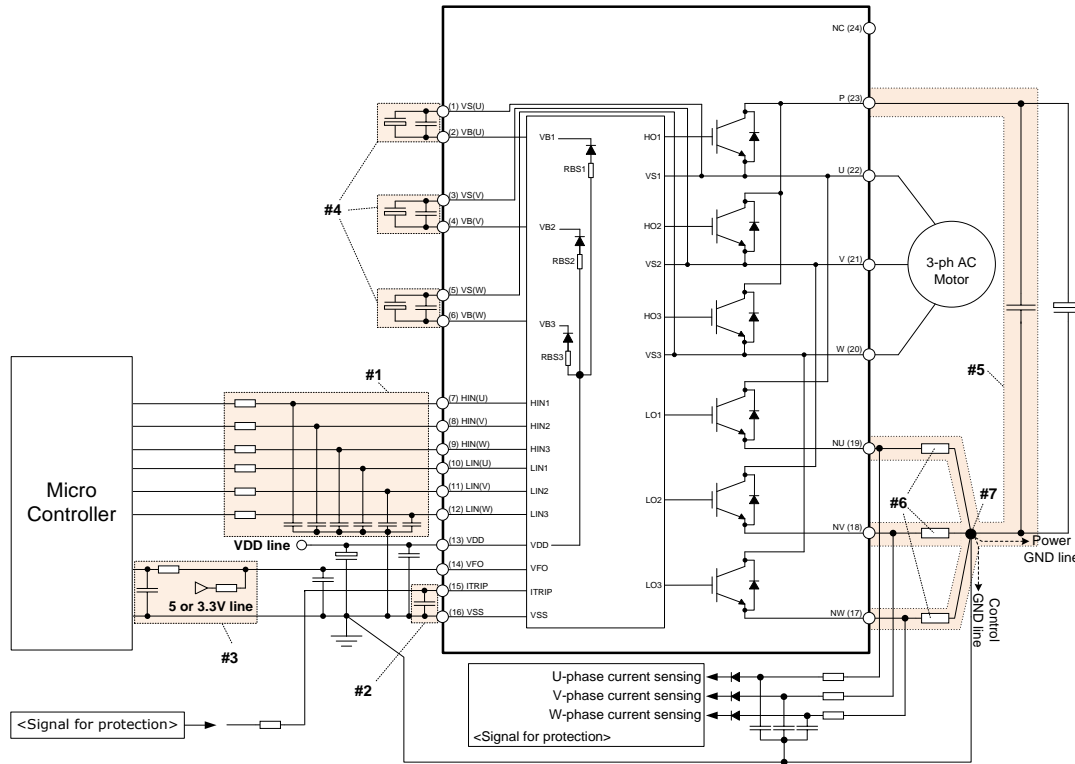 NC (24)
(1) VS(U)
(2) VB(U)
(3) VS(V)
(4) VB(V)
(5) VS(W)
(6) VB(W)
#4
VB1
RBS1
VB2
RBS2
VB3
RBS3
HO1
VS1
HO2
VS2
HO3
VS3
LO1
LO2
LO3
P (23)
U (22)
V (21)
W (20)
3-ph AC
Motor
#5
NU (19)
NV (18)
NW (17)
#6
#7
Power
GND line
Control
GND line
Micro
Controller
#1
(7) HIN(U)
(8) HIN(V)
(9) HIN(W)
(10) LIN(U)
(11) LIN(V)
(12) LIN(W)
(13) VDD
(14) VFO
(15) ITRIP
(16) VSS
HIN1
HIN2
HIN3
LIN1
LIN2
LIN3
VDD
VFO
ITRIP
VSS
VDD line
5 or 3.3V line
#3
#2
<Signal for protection>
U-phase current sensing
V-phase current sensing
W-phase current sensing
<Signal for protection>